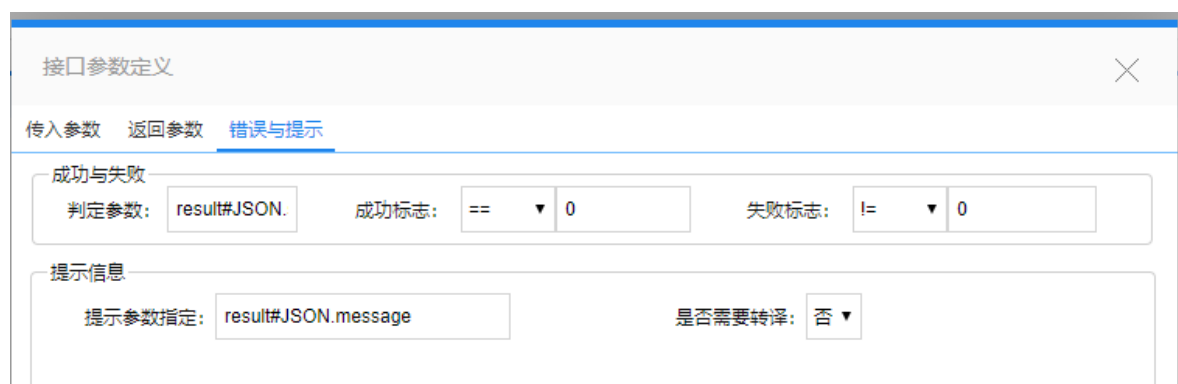 接口参数定义
传入参数 返回参数 错误与提示
成功与失败
判定参数： result#JSON. 成功标志： == 0 失败标志： != 0
提示信息
提示参数指定： result#JSON.message 是否需要转译： 否